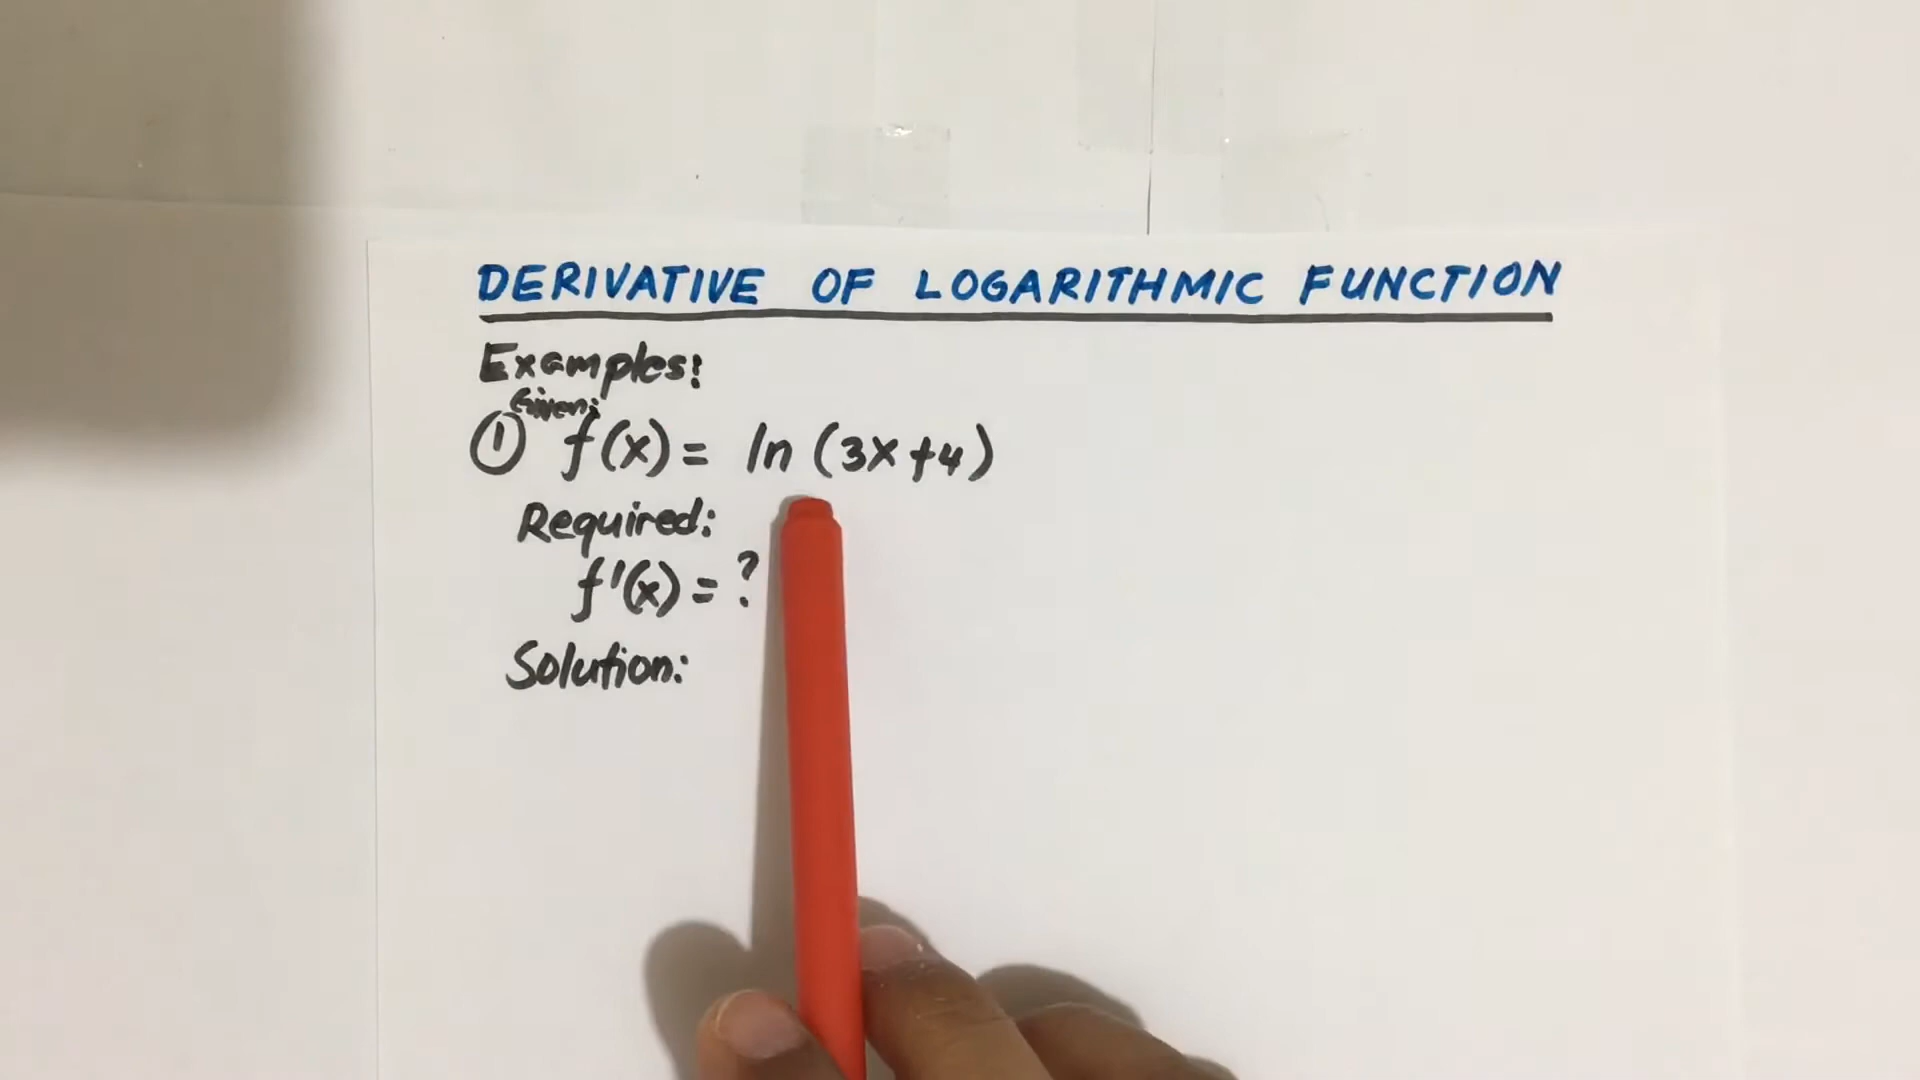 DERIVATIVE OF LOGARITHMIC FUNCTION
Examples:
Given:
① f(x) = ln (3x+4)
Required:
f'(x) = ?
Solution: